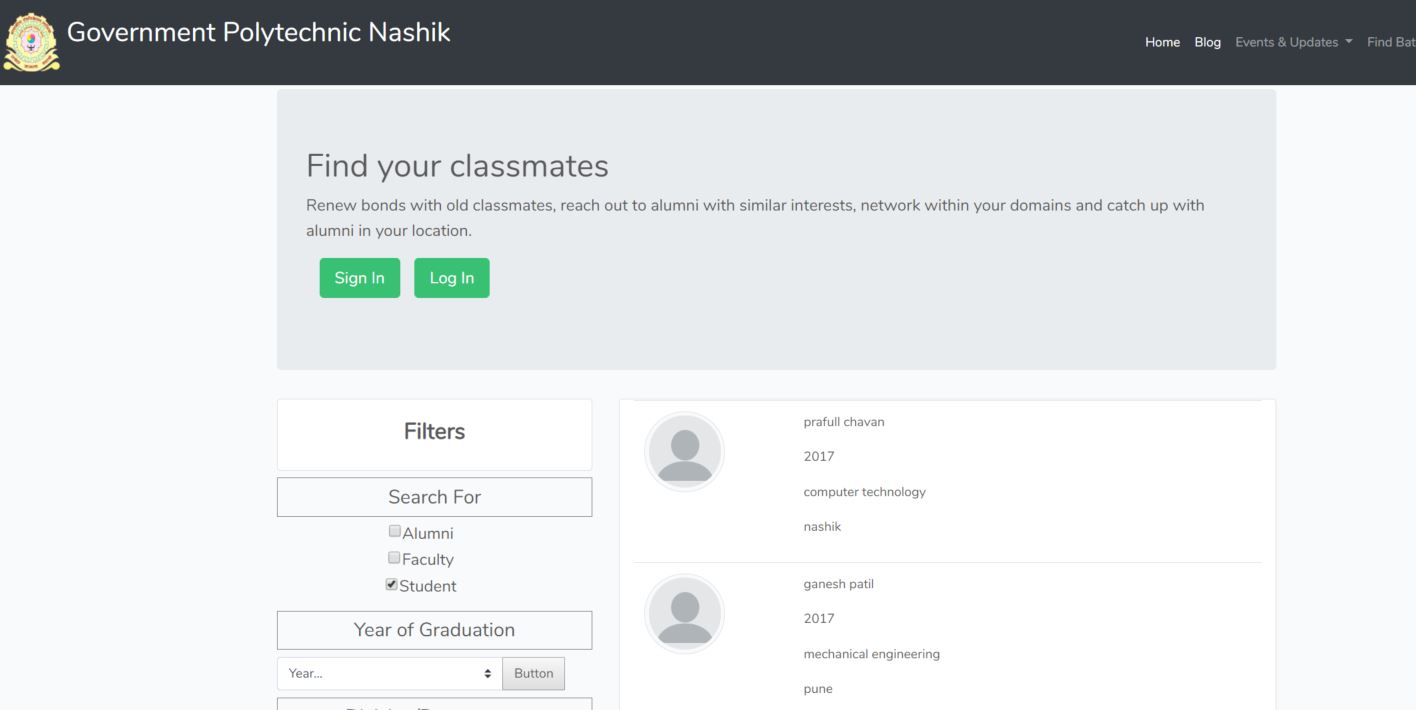 Government Polytechnic Nashik
Home Blog Events & Updates Find Bat
Find your classmates
Renew bonds with old classmates, reach out to alumni with similar interests, network within your domains and catch up with
alumni in your location.
Sign In Log In
Filters
Search For
Alumni
Faculty
Student
Year of Graduation
Year... Button
prafull chavan
2017
computer technology
nashik
ganesh patil
2017
mechanical engineering
pune